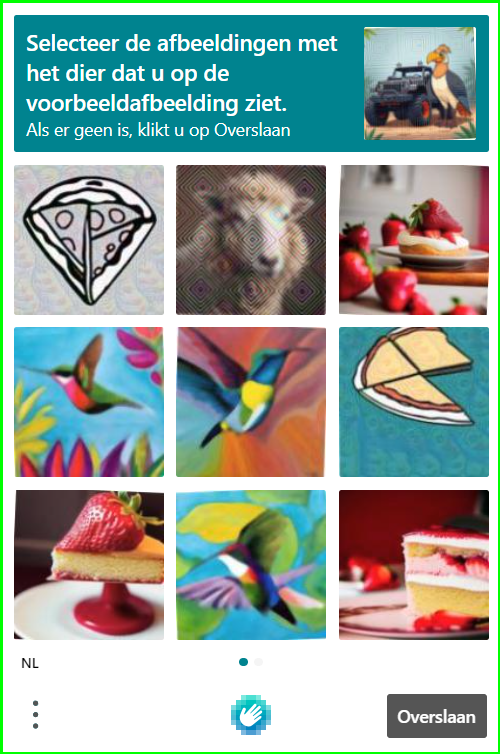 Selecteer de afbeeldingen met
het dier dat u op de
voorbeeldafbeelding ziet.
Als er geen is, klikt u op Overslaan
NL
Overslaan